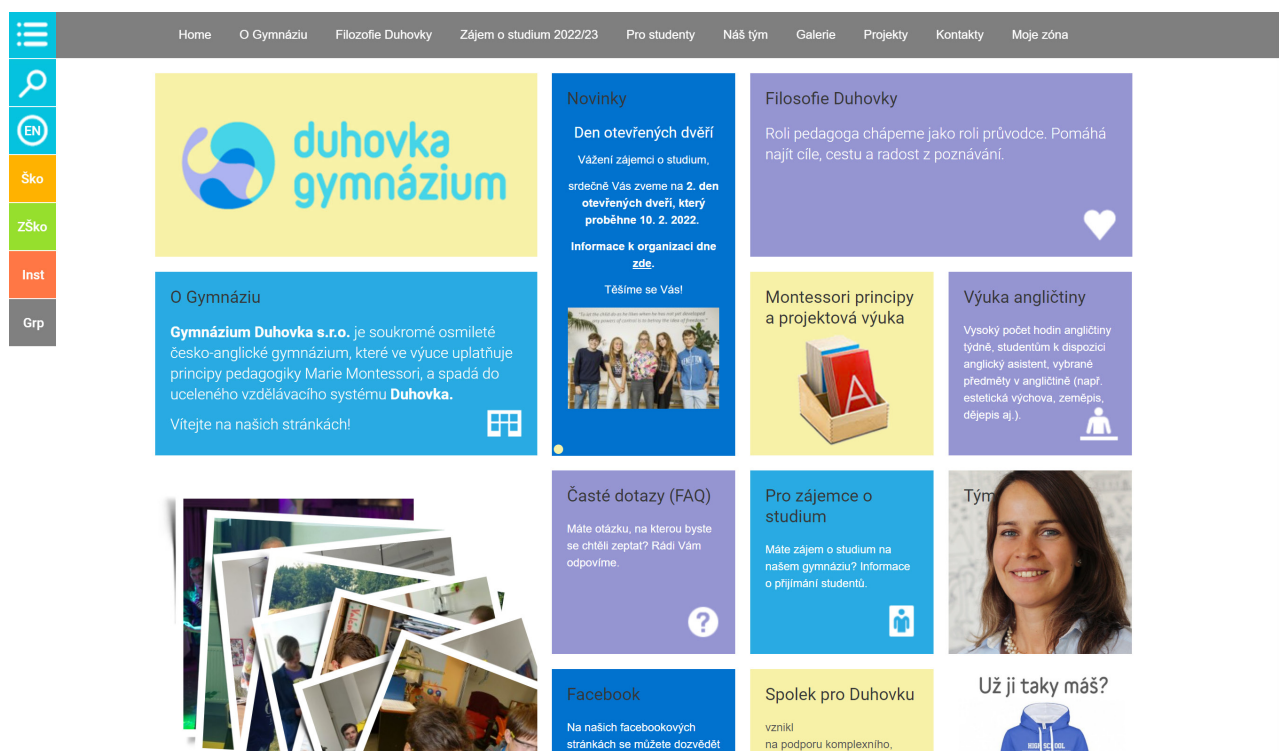 Home O Gymnáziu Filozofie Duhovky Zájem o studium 2022/23 Pro studenty Náš tým Galerie Projekty Kontakty Moje zóna
EN
Ško
ZŠko
Inst
Grp
duhovka
gymnázium
Novinky
Den otevřených dvěří
Vážení zájemci o studium,
srdečně Vás zveme na 2. den
otevřených dveří, který
proběhne 10. 2. 2022.
Informace k organizaci dne
zde.
Těšíme se Vás!
Filosofie Duhovky
Roli pedagoga chápeme jako roli průvodce. Pomáhá
najít cíle, cestu a radost z poznávání.
O Gymnáziu
Gymnázium Duhovka s.r.o. je soukromé osmileté
česko-anglické gymnázium, které ve výuce uplatňuje
principy pedagogiky Marie Montessori, a spadá do
uceleného vzdělávacího systému Duhovka.
Vítejte na našich stránkách!
Montessori principy
a projektová výuka
A
Výuka angličtiny
Vysoký počet hodin angličtiny
týdně, studentům k dispozici
anglický asistent, vybrané
předměty v angličtině (např.
estetická výchova, zeměpis,
dějepis aj.).
Časté dotazy (FAQ)
Máte otázku, na kterou byste
se chtěli zeptat? Rádi Vám
odpovíme.
?
Pro zájemce o
studium
Máte zájem o studium na
našem gymnáziu? Informace
o přijímání studentů.
Tým
Facebook
Na našich facebookových
stránkách se můžete dozvědět
Spolek pro Duhovku
vznikl
na podporu komplexního,
Už ji taky máš?
HIGH SCHOOL